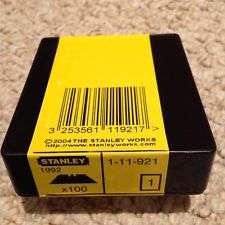 3 253561 119217 >
©2004 THE STANLEY WORKS
http://www.stanleyworks.com
STANLEY
1992
x100
1-11-921
1